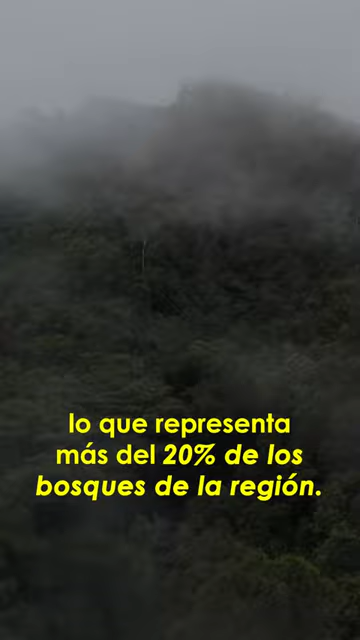 lo que representa
más del 20% de los
bosques de la región.